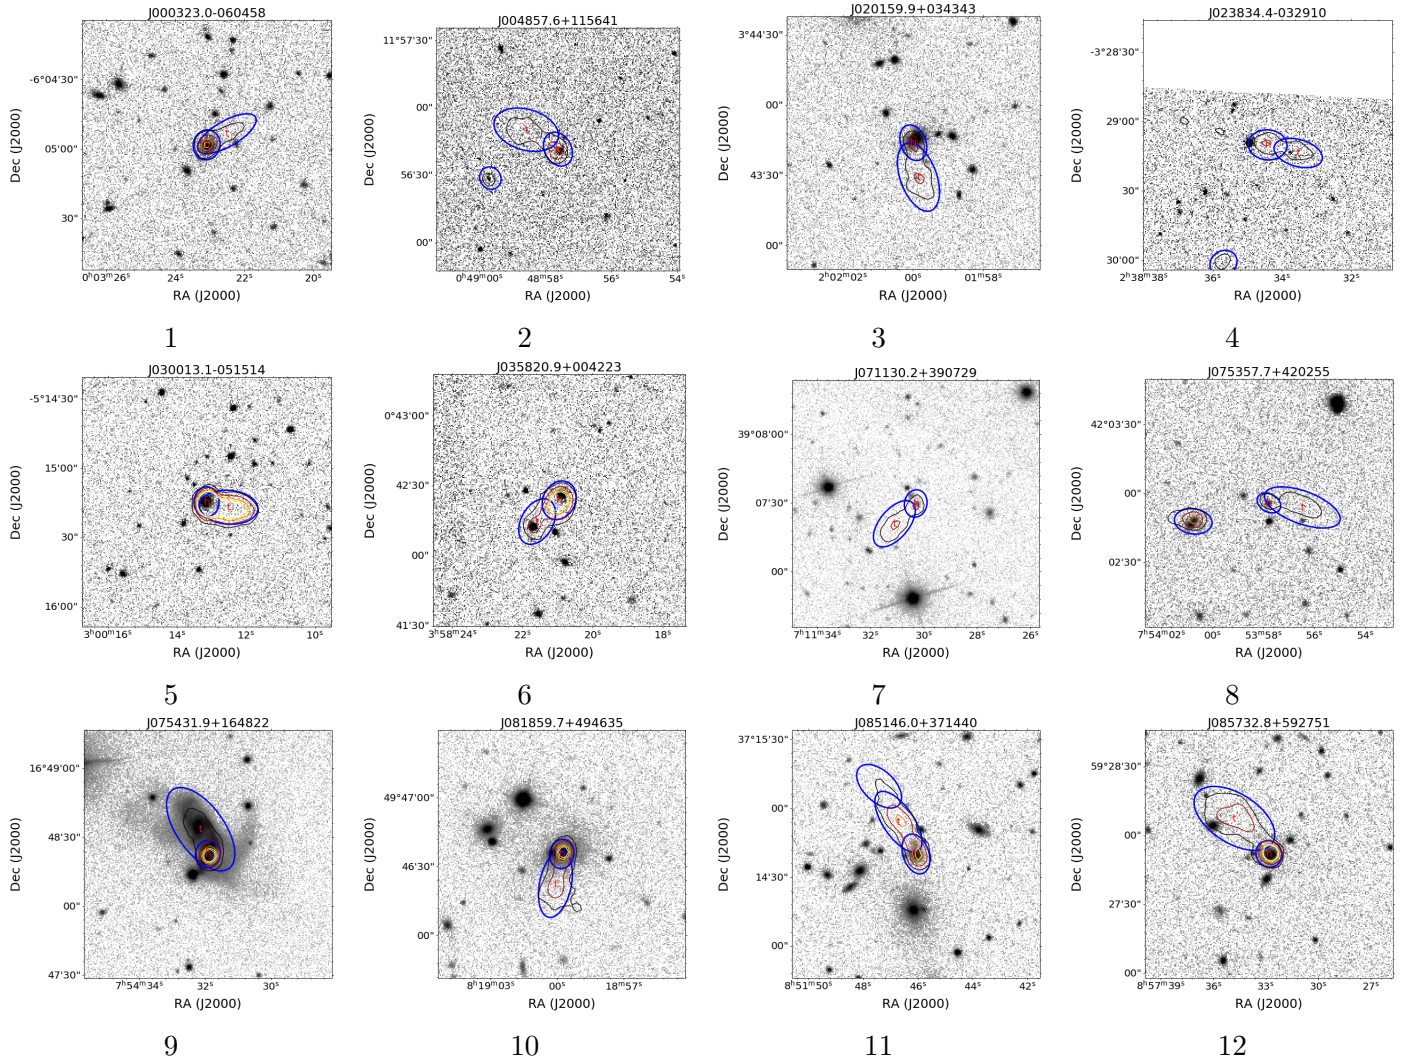 J000323.0-060458
-6°04'30"
05'00"
30"
0ʰ03ᵐ26ˢ 24ˢ 22ˢ 20ˢ
Dec (J2000)
RA (J2000)
t
1
J004857.6+115641
11°57'30"
00"
56'30"
00"
0ʰ49ᵐ00ˢ 48ˢ58ˢ 56ˢ 54ˢ
Dec (J2000)
RA (J2000)
t
2
J020159.9+034343
3°44'30"
00"
43'30"
00"
2ʰ02ᵐ02ˢ 00ˢ 01ᵐ58ˢ
Dec (J2000)
RA (J2000)
3
J023834.4-032910
-3°28'30"
29'00"
30"
30'00"
2ʰ38ᵐ38ˢ 36ˢ 34ˢ 32ˢ
Dec (J2000)
RA (J2000)
t
4
J030013.1-051514
-5°14'30"
15'00"
30"
16'00"
3ʰ00ᵐ16ˢ 14ˢ 12ˢ 10ˢ
Dec (J2000)
RA (J2000)
t
5
J035820.9+004223
0°43'00"
42'30"
00"
41'30"
3ʰ58ᵐ24ˢ 22ˢ 20ˢ 18ˢ
Dec (J2000)
RA (J2000)
t
6
J071130.2+390729
39°08'00"
07'30"
00"
7ʰ11ᵐ34ˢ 32ˢ 30ˢ 28ˢ 26ˢ
Dec (J2000)
RA (J2000)
7
J075357.7+420255
42°03'30"
00"
02'30"
7ʰ54ᵐ02ˢ 00ˢ 53ᵐ58ˢ 56ˢ 54ˢ
Dec (J2000)
RA (J2000)
t
8
J075431.9+164822
16°49'00"
48'30"
00"
47'30"
7ʰ54ᵐ34ˢ 32ˢ 30ˢ
Dec (J2000)
RA (J2000)
t
9
J081859.7+494635
49°47'00"
46'30"
00"
8ʰ19ᵐ03ˢ 00ˢ 18ᵐ57ˢ
Dec (J2000)
RA (J2000)
t
10
J085146.0+371440
37°15'30"
00"
14'30"
00"
8ʰ51ᵐ50ˢ 48ˢ 46ˢ 44ˢ 42ˢ
Dec (J2000)
RA (J2000)
t
11
J085732.8+592751
59°28'30"
00"
27'30"
00"
8ʰ57ᵐ39ˢ 36ˢ 33ˢ 30ˢ 27ˢ
Dec (J2000)
RA (J2000)
t
12